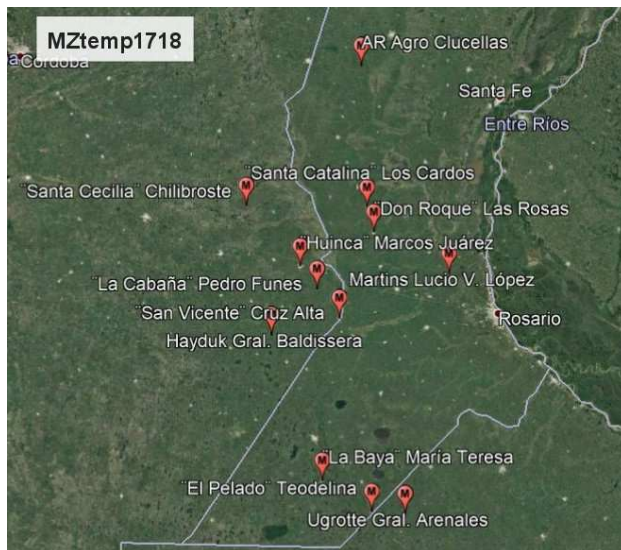 MZtemp1718
AR Agro Clucellas
Cordoba
Santa Fe
Entre Ríos
¨Santa Catalina¨ Los Cardos
¨Santa Cecilia¨ Chilibroste
¨Don Roque¨ Las Rosas
¨Huinca¨ Marcos Juárez
¨La Cabaña¨ Pedro Funes
Martins Lucio V. López
¨San Vicente¨ Cruz Alta
Rosario
Hayduk Gral. Baldissera
¨La Baya¨ María Teresa
¨El Pelado¨ Teodelina
Ugrotte Gral. Arenales